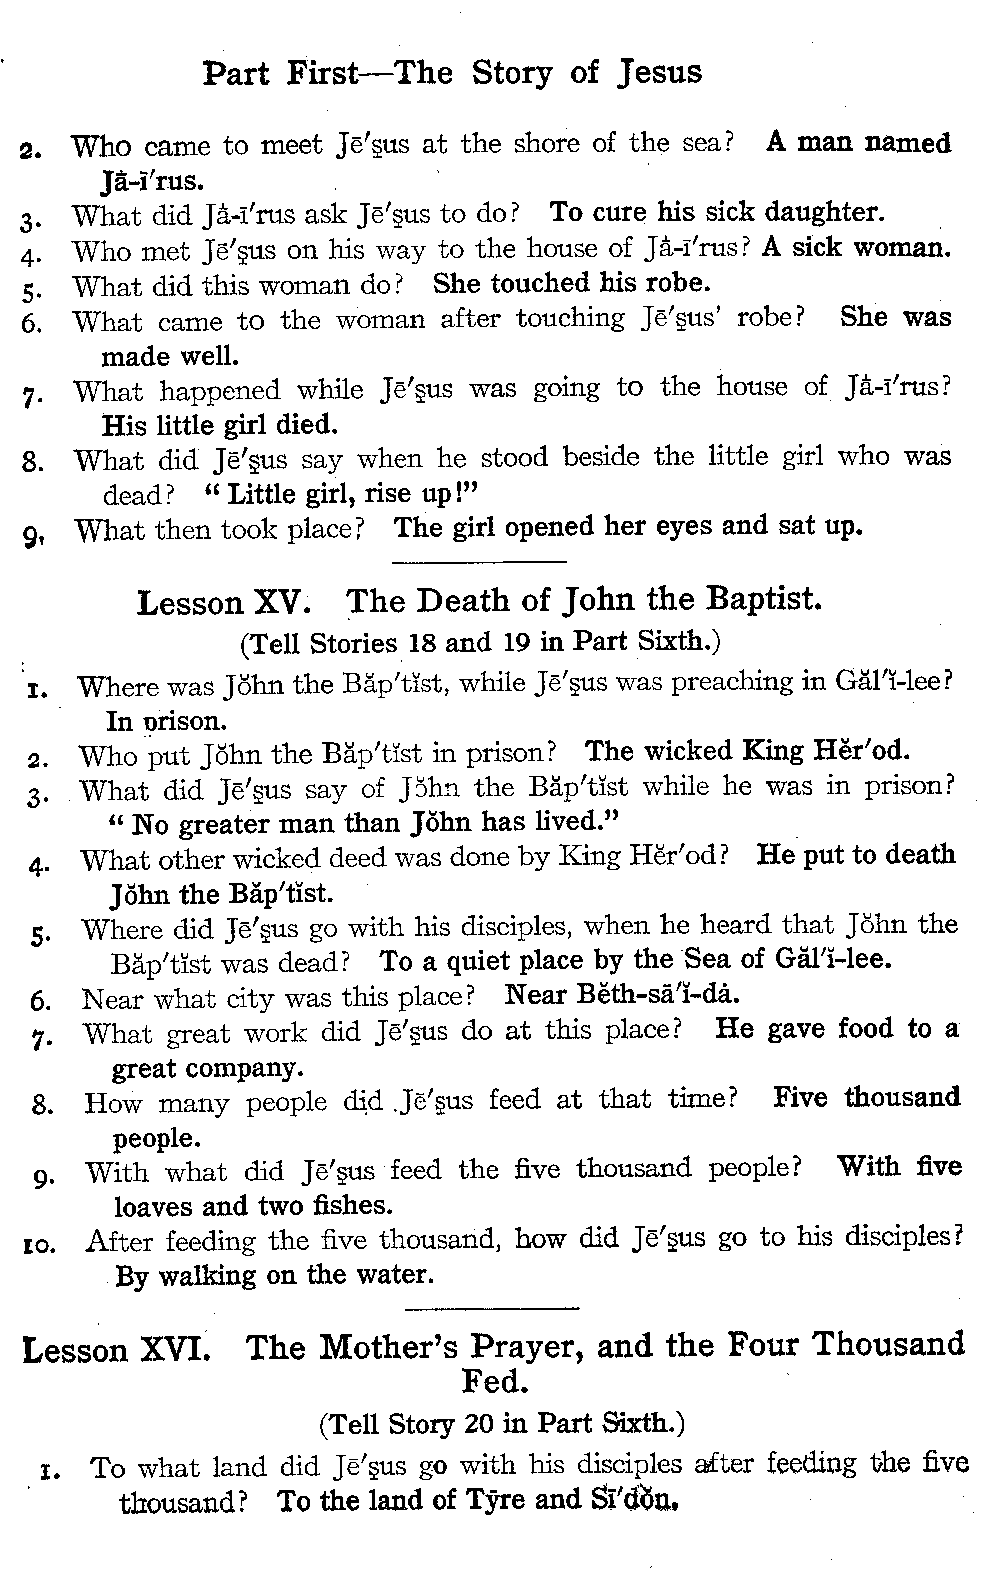 Part First—The Story of Jesus
2. Who came to meet Jē′ṣus at the shore of the sea? A man named
Jȧ-ī′rus.
3. What did Jȧ-ī′rus ask Jē′ṣus to do? To cure his sick daughter.
4. Who met Jē′ṣus on his way to the house of Jȧ-ī′rus? A sick woman.
5. What did this woman do? She touched his robe.
6. What came to the woman after touching Jē′ṣus’ robe? She was
made well.
7. What happened while Jē′ṣus was going to the house of Jȧ-ī′rus?
His little girl died.
8. What did Jē′ṣus say when he stood beside the little girl who was
dead? “Little girl, rise up!”
9, What then took place? The girl opened her eyes and sat up.
Lesson XV. The Death of John the Baptist.
(Tell Stories 18 and 19 in Part Sixth.)
1. Where was Jŏhn the Băp′tĭst, while Jē′ṣus was preaching in Găl′ĭ-lee?
In prison.
2. Who put Jŏhn the Băp′tĭst in prison? The wicked King Hĕr′od.
3. What did Jē′ṣus say of Jŏhn the Băp′tĭst while he was in prison?
“No greater man than Jŏhn has lived.”
4. What other wicked deed was done by King Hĕr′od? He put to death
Jŏhn the Băp′tĭst.
5. Where did Jē′ṣus go with his disciples, when he heard that Jŏhn the
Băp′tĭst was dead? To a quiet place by the Sea of Găl′ĭ-lee.
6. Near what city was this place? Near Bĕth-sā′ĭ-dȧ.
7. What great work did Jē′ṣus do at this place? He gave food to a
great company.
8. How many people did Jē′ṣus feed at that time? Five thousand
people.
9. With what did Jē′ṣus feed the five thousand people? With five
loaves and two fishes.
10. After feeding the five thousand, how did Jē′ṣus go to his disciples?
By walking on the water.
Lesson XVI. The Mother’s Prayer, and the Four Thousand
Fed.
(Tell Story 20 in Part Sixth.)
1. To what land did Jē′ṣus go with his disciples after feeding the five
thousand? To the land of Tȳre and Sī′dŏn.